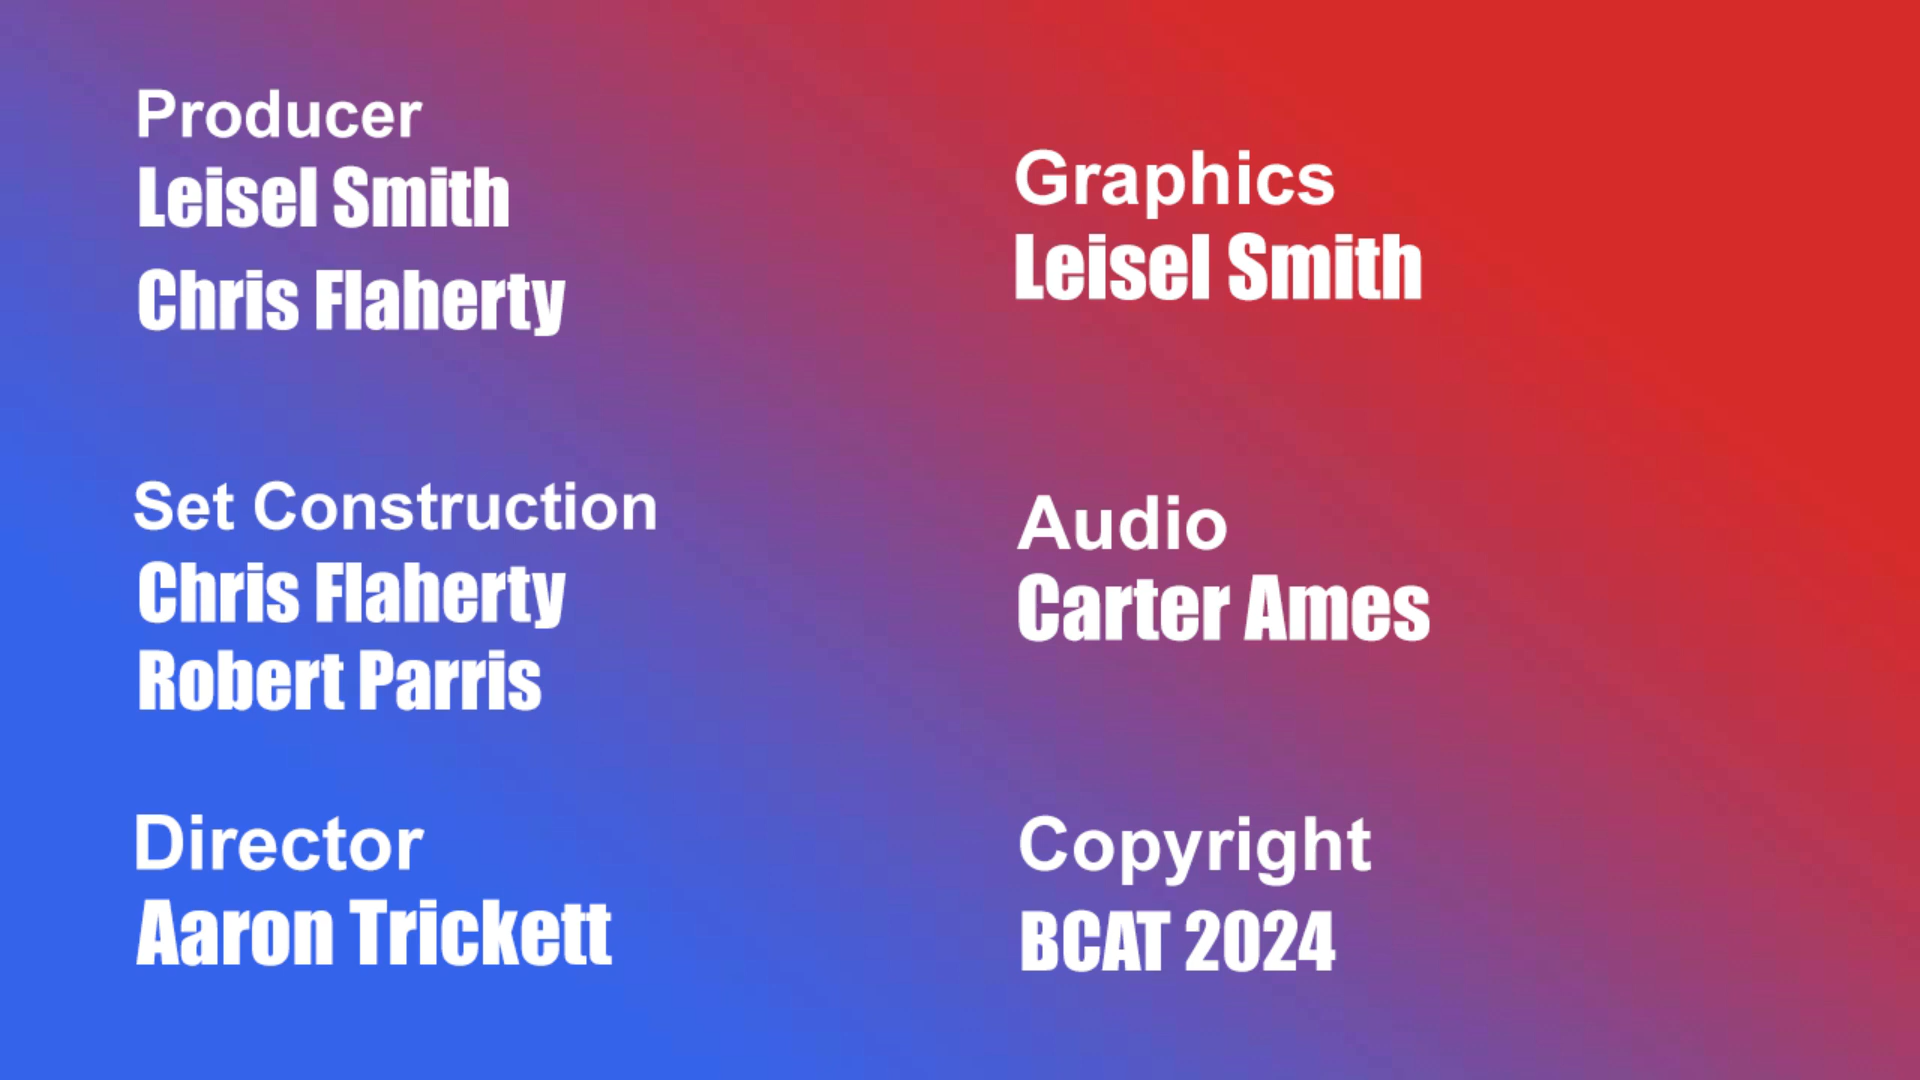 Producer
Leisel Smith
Chris Flaherty
Set Construction
Chris Flaherty
Robert Parris
Director
Aaron Trickett
Graphics
Leisel Smith
Audio
Carter Ames
Copyright
BCAT 2024